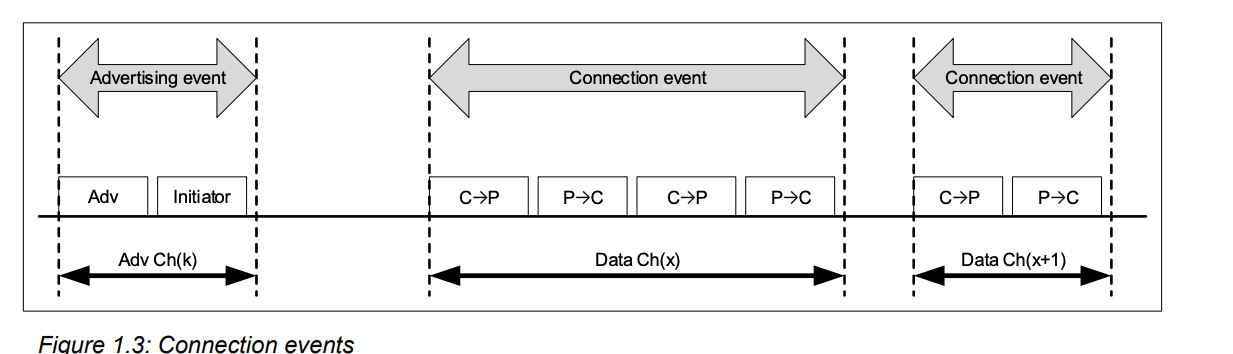 Advertising event Connection event Connection event
Adv Initiator C→P P→C C→P P→C C→P P→C
Adv Ch(k) Data Ch(x) Data Ch(x+1)
Figure 1.3: Connection events